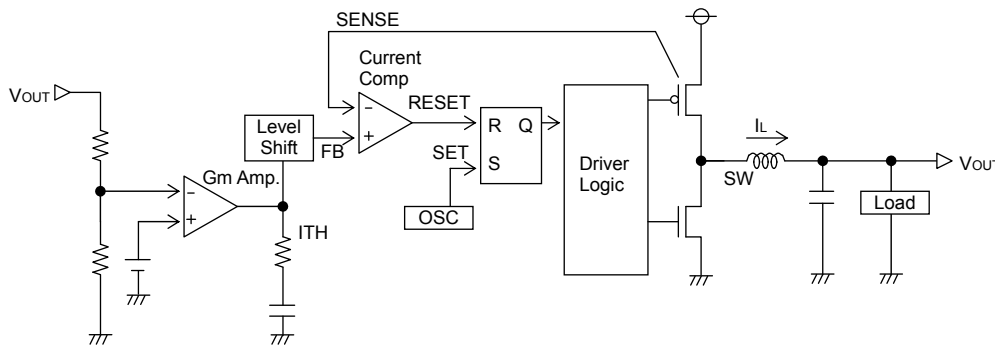 SENSE
Current
Comp
VOUT
RESET
Level
Shift
FB
R Q
S
SET
Gm Amp.
OSC
ITH
Driver
Logic
IL
SW
VOUT
Load
-
+
-
+